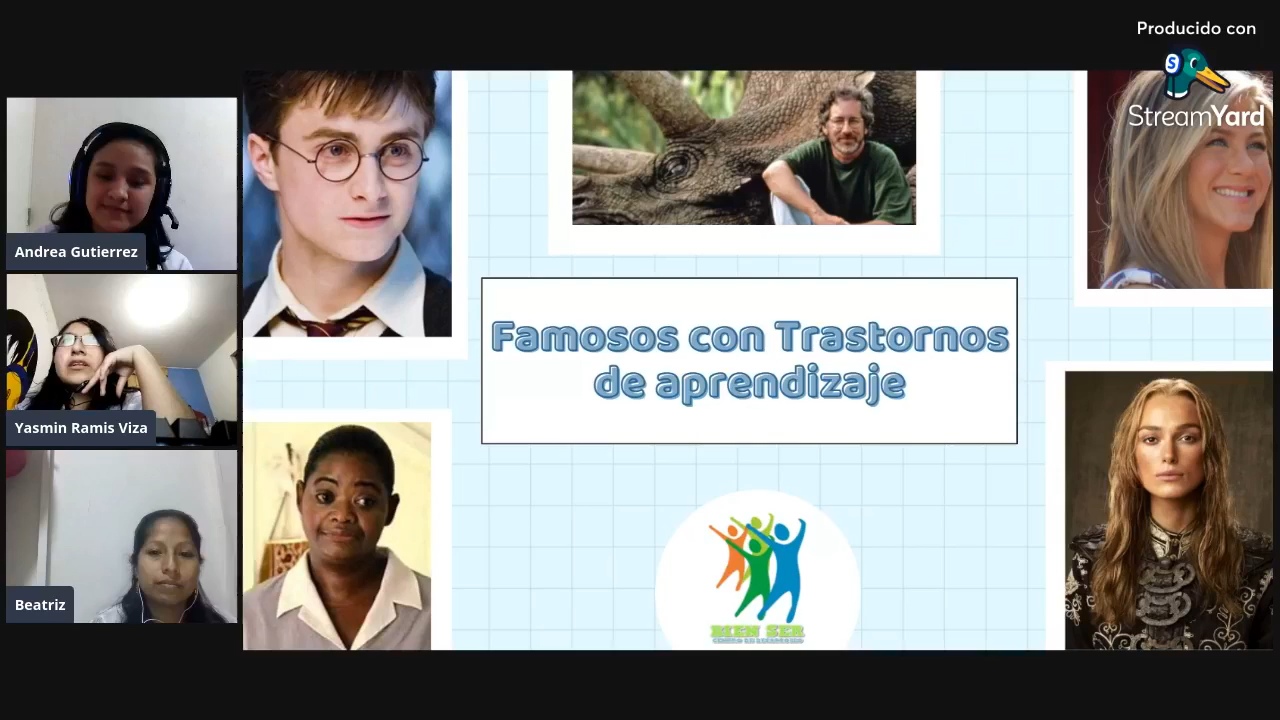 Producido con
StreamYard
Andrea Gutierrez
Yasmin Ramis Viza
Beatriz
Famosos con Trastornos
de aprendizaje
BIEN SER